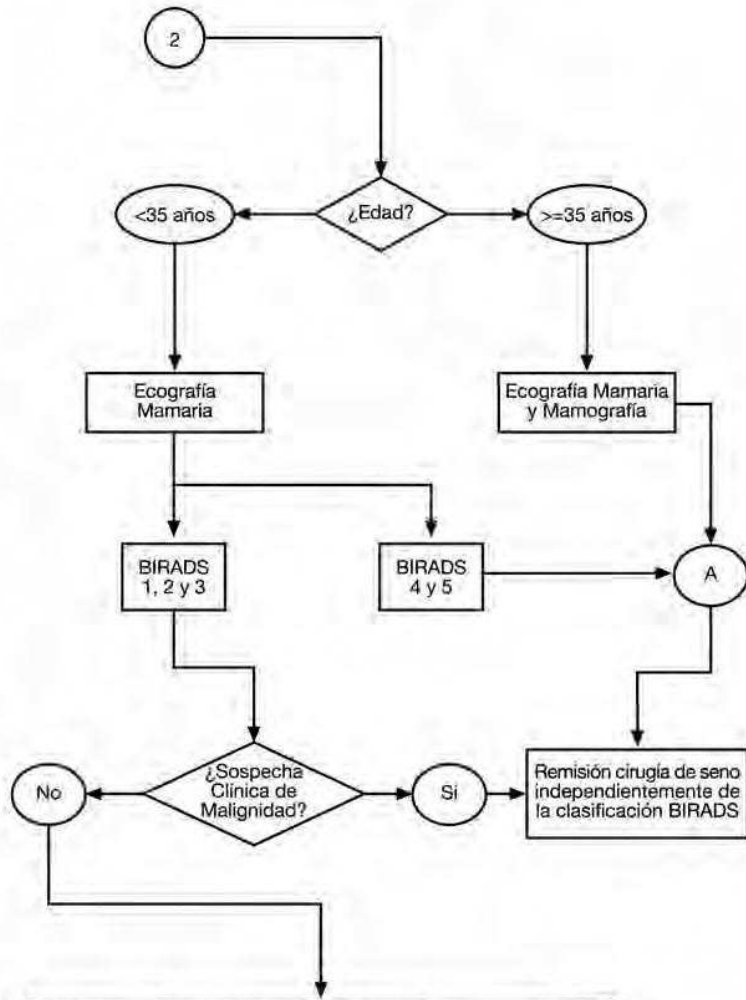 2
¿Edad?
<35 años
>=35 años
Ecografía
Mamaria
Ecografía Mamaria
y Mamografía
BIRADS
1, 2 y 3
BIRADS
4 y 5
A
¿Sospecha
Clínica de
Malignidad?
No
Si
Remisión cirugía de seno
independientemente de
la clasificación BIRADS